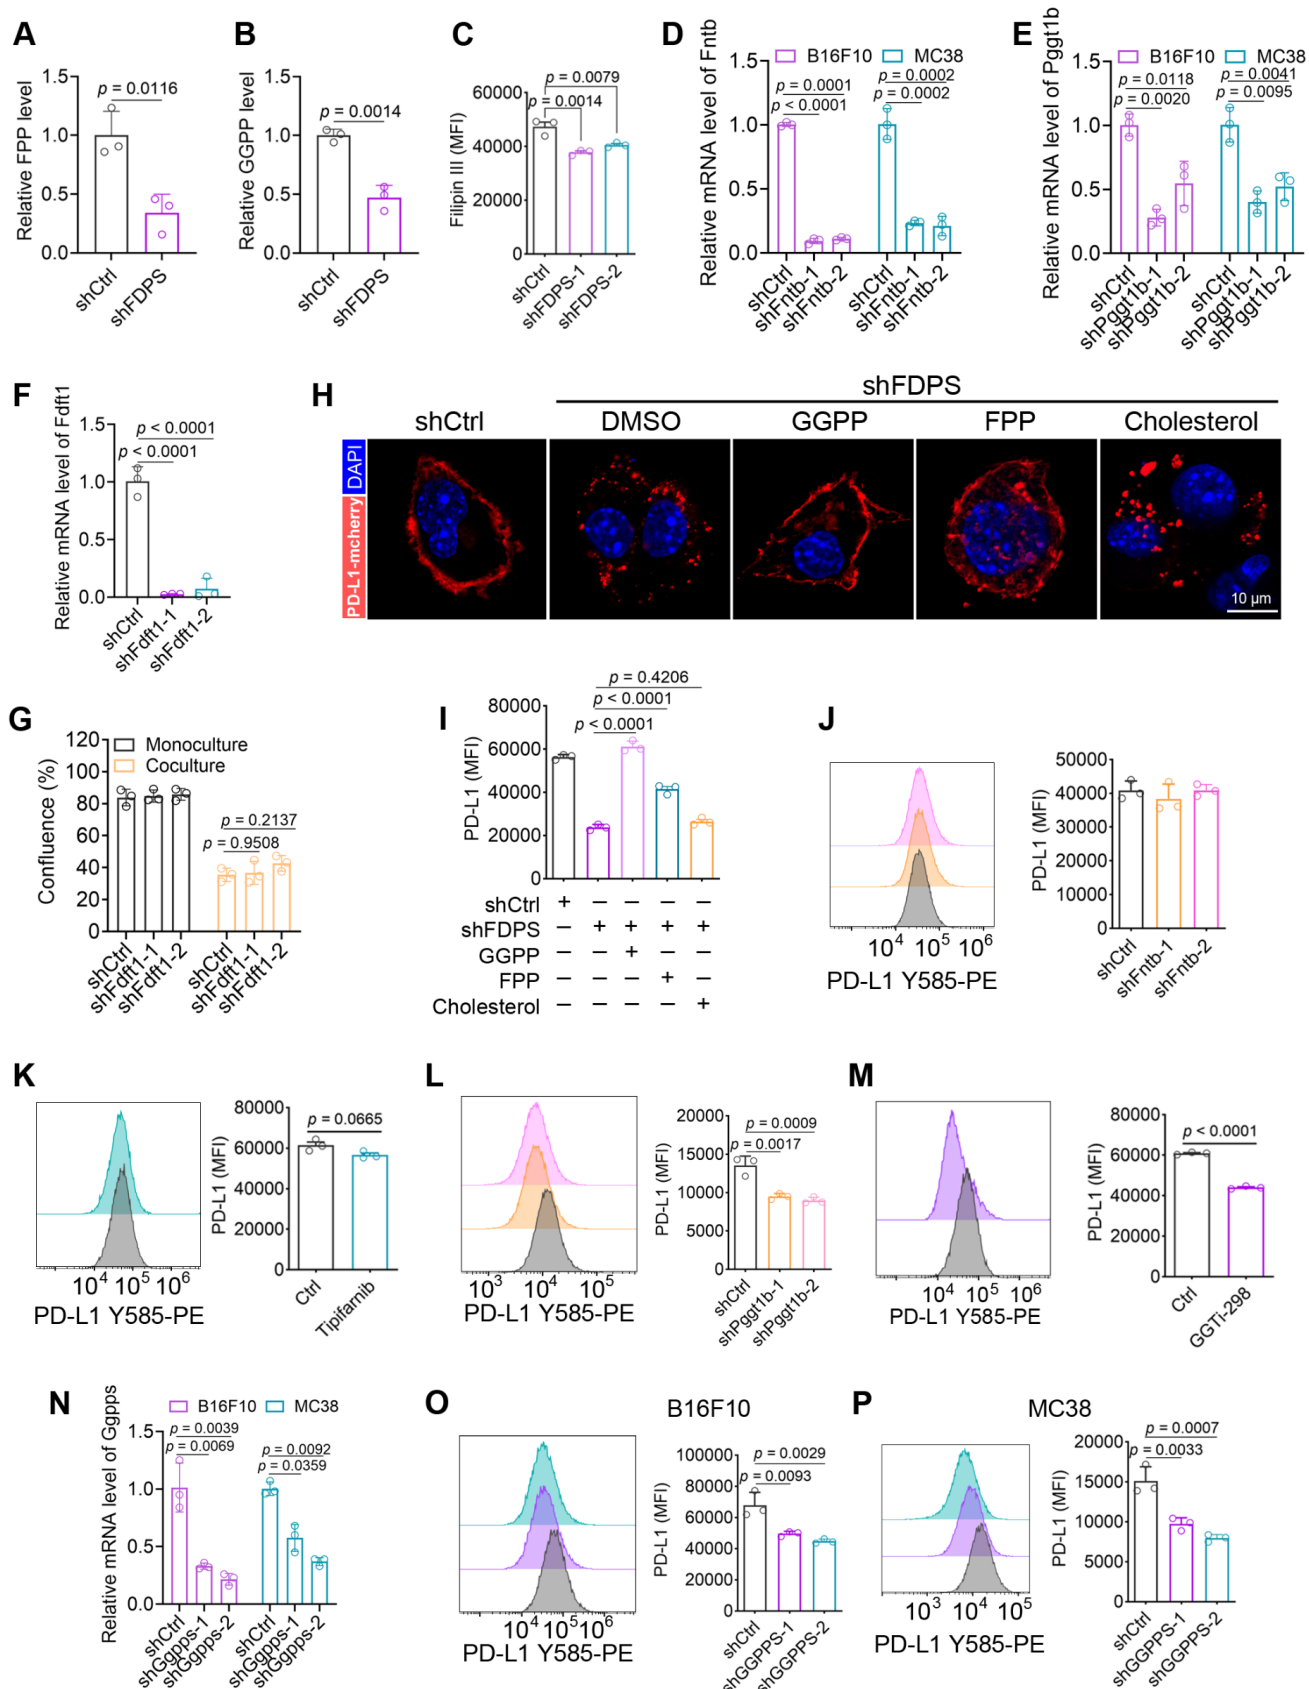 A
Relative FPP level
1.5
1.0
0.5
0.0
p = 0.0116
shCtrl
shFDPS
B
Relative GGPP level
1.5
1.0
0.5
0.0
p = 0.0014
shCtrl
shFDPS
C
Filipin III (MFI)
60000
40000
20000
0
p = 0.0079
p = 0.0014
shCtrl
shFDPS-1
shFDPS-2
D
Relative mRNA level of Fntb
B16F10 MC38
1.5
1.0
0.5
0.0
p = 0.0001
p < 0.0001
p = 0.0002
p = 0.0002
shCtrl
shFntb-1
shFntb-2
shCtrl
shFntb-1
shFntb-2
E
Relative mRNA level of Pggt1b
B16F10 MC38
1.5
1.0
0.5
0.0
p = 0.0118
p = 0.0020
p = 0.0041
p = 0.0095
shCtrl
shPggt1b-1
shPggt1b-2
shCtrl
shPggt1b-1
shPggt1b-2
F
Relative mRNA level of Fdft1
1.5
1.0
0.5
0.0
p < 0.0001
p < 0.0001
shCtrl
shFdft1-1
shFdft1-2
H
shFDPS
shCtrl DMSO GGPP FPP Cholesterol
PD-L1-mcherry DAPI
10 µm
G
Confluence (%)
120
100
80
60
40
20
0
Monoculture
Coculture
p = 0.2137
p = 0.9508
shCtrl
shFdft1-1
shFdft1-2
shCtrl
shFdft1-1
shFdft1-2
I
PD-L1 (MFI)
80000
60000
40000
20000
0
p = 0.4206
p < 0.0001
p < 0.0001
shCtrl + − − − −
shFDPS − + + + +
GGPP − − + − −
FPP − − − + −
Cholesterol − − − − +
J
10⁴ 10⁵ 10⁶
PD-L1 Y585-PE
PD-L1 (MFI)
50000
40000
30000
20000
10000
0
shCtrl
shFntb-1
shFntb-2
K
10⁴ 10⁵ 10⁶
PD-L1 Y585-PE
PD-L1 (MFI)
80000
60000
40000
20000
0
p = 0.0665
Ctrl
Tipifarnib
L
10³ 10⁴ 10⁵
PD-L1 Y585-PE
PD-L1 (MFI)
20000
15000
10000
5000
0
p = 0.0009
p = 0.0017
shCtrl
shPggt1b-1
shPggt1b-2
M
10⁴ 10⁵ 10⁶
PD-L1 Y585-PE
PD-L1 (MFI)
80000
60000
40000
20000
0
p < 0.0001
Ctrl
GGTi-298
N
Relative mRNA level of Ggpps
B16F10 MC38
1.5
1.0
0.5
0.0
p = 0.0039
p = 0.0069
p = 0.0092
p = 0.0359
shCtrl
shGgpps-1
shGgpps-2
shCtrl
shGgpps-1
shGgpps-2
O
B16F10
10⁴ 10⁵ 10⁶
PD-L1 Y585-PE
PD-L1 (MFI)
100000
80000
60000
40000
20000
0
p = 0.0029
p = 0.0093
shCtrl
shGGPPS-1
shGGPPS-2
P
MC38
10³ 10⁴ 10⁵
PD-L1 Y585-PE
PD-L1 (MFI)
20000
15000
10000
5000
0
p = 0.0007
p = 0.0033
shCtrl
shGGPPS-1
shGGPPS-2